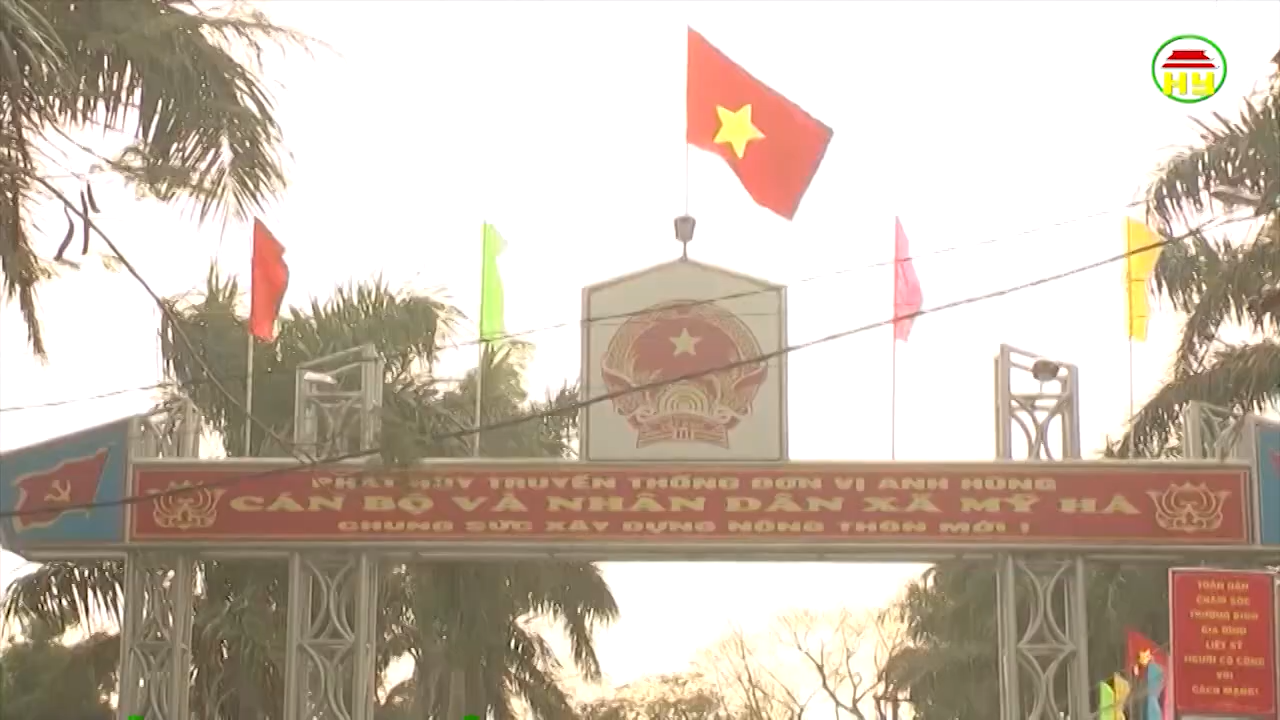 HY
PHÁT HUY TRUYỀN THỐNG ĐƠN VỊ ANH HÙNG
CÁN BỘ VÀ NHÂN DÂN XÃ MỸ HÀ
CHUNG SỨC XÂY DỰNG NÔNG THÔN MỚI !
TOÀN DÂN
CHĂM SÓC
THƯƠNG BINH
GIA ĐÌNH
LIỆT SỸ
NGƯỜI CÓ CÔNG
VỚI
CÁCH MẠNG!